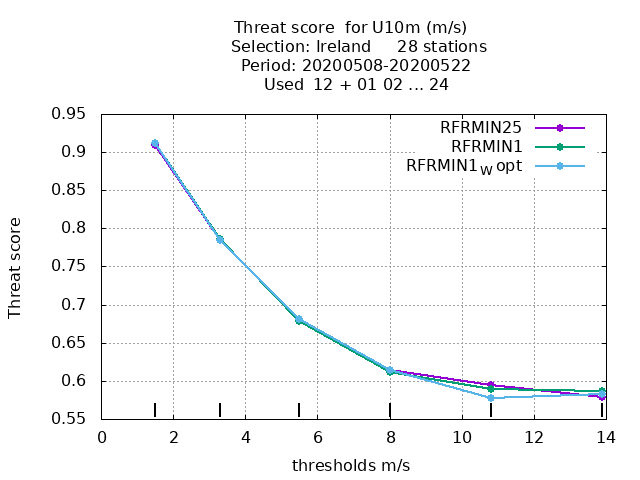 Threat score  for U10m (m/s)
Selection: Ireland     28 stations
Period: 20200508-20200522
Used  12 + 01 02 ... 24
RFRMIN25
RFRMIN1
RFRMIN1W opt
0.95
0.9
0.85
0.8
0.75
0.7
0.65
0.6
0.55
Threat score
0 2 4 6 8 10 12 14
thresholds m/s